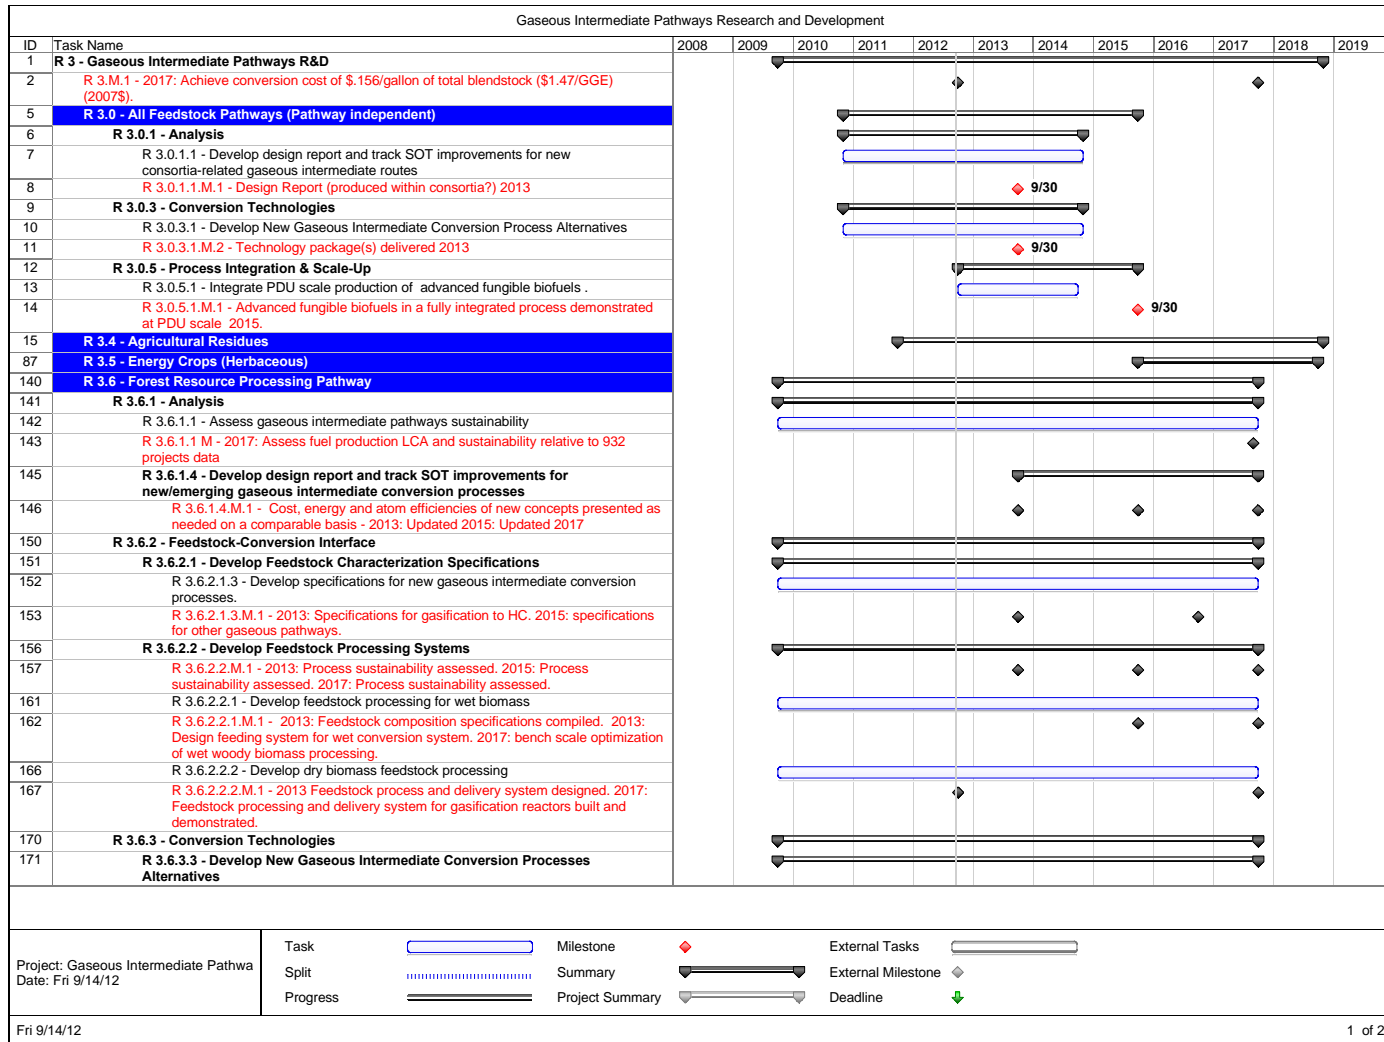 Gaseous Intermediate Pathways Research and Development
ID Task Name 2008 2009 2010 2011 2012 2013 2014 2015 2016 2017 2018 2019
1 R 3 - Gaseous Intermediate Pathways R&D
2 R 3.M.1 - 2017: Achieve conversion cost of $.156/gallon of total blendstock ($1.47/GGE)
(2007$).
5 R 3.0 - All Feedstock Pathways (Pathway independent)
6 R 3.0.1 - Analysis
7 R 3.0.1.1 - Develop design report and track SOT improvements for new
consortia-related gaseous intermediate routes
8 R 3.0.1.1.M.1 - Design Report (produced within consortia?) 2013 9/30
9 R 3.0.3 - Conversion Technologies
10 R 3.0.3.1 - Develop New Gaseous Intermediate Conversion Process Alternatives
11 R 3.0.3.1.M.2 - Technology package(s) delivered 2013 9/30
12 R 3.0.5 - Process Integration & Scale-Up
13 R 3.0.5.1 - Integrate PDU scale production of advanced fungible biofuels .
14 R 3.0.5.1.M.1 - Advanced fungible biofuels in a fully integrated process demonstrated 9/30
at PDU scale 2015.
15 R 3.4 - Agricultural Residues
87 R 3.5 - Energy Crops (Herbaceous)
140 R 3.6 - Forest Resource Processing Pathway
141 R 3.6.1 - Analysis
142 R 3.6.1.1 - Assess gaseous intermediate pathways sustainability
143 R 3.6.1.1 M - 2017: Assess fuel production LCA and sustainability relative to 932
projects data
145 R 3.6.1.4 - Develop design report and track SOT improvements for
new/emerging gaseous intermediate conversion processes
146 R 3.6.1.4.M.1 - Cost, energy and atom efficiencies of new concepts presented as
needed on a comparable basis - 2013: Updated 2015: Updated 2017
150 R 3.6.2 - Feedstock-Conversion Interface
151 R 3.6.2.1 - Develop Feedstock Characterization Specifications
152 R 3.6.2.1.3 - Develop specifications for new gaseous intermediate conversion
processes.
153 R 3.6.2.1.3.M.1 - 2013: Specifications for gasification to HC. 2015: specifications
for other gaseous pathways.
156 R 3.6.2.2 - Develop Feedstock Processing Systems
157 R 3.6.2.2.M.1 - 2013: Process sustainability assessed. 2015: Process
sustainability assessed. 2017: Process sustainability assessed.
161 R 3.6.2.2.1 - Develop feedstock processing for wet biomass
162 R 3.6.2.2.1.M.1 - 2013: Feedstock composition specifications compiled. 2013:
Design feeding system for wet conversion system. 2017: bench scale optimization
of wet woody biomass processing.
166 R 3.6.2.2.2 - Develop dry biomass feedstock processing
167 R 3.6.2.2.2.M.1 - 2013 Feedstock process and delivery system designed. 2017:
Feedstock processing and delivery system for gasification reactors built and
demonstrated.
170 R 3.6.3 - Conversion Technologies
171 R 3.6.3.3 - Develop New Gaseous Intermediate Conversion Processes
Alternatives
Project: Gaseous Intermediate Pathwa
Date: Fri 9/14/12
Task Milestone External Tasks
Split Summary External Milestone
Progress Project Summary Deadline
Fri 9/14/12 1 of 2